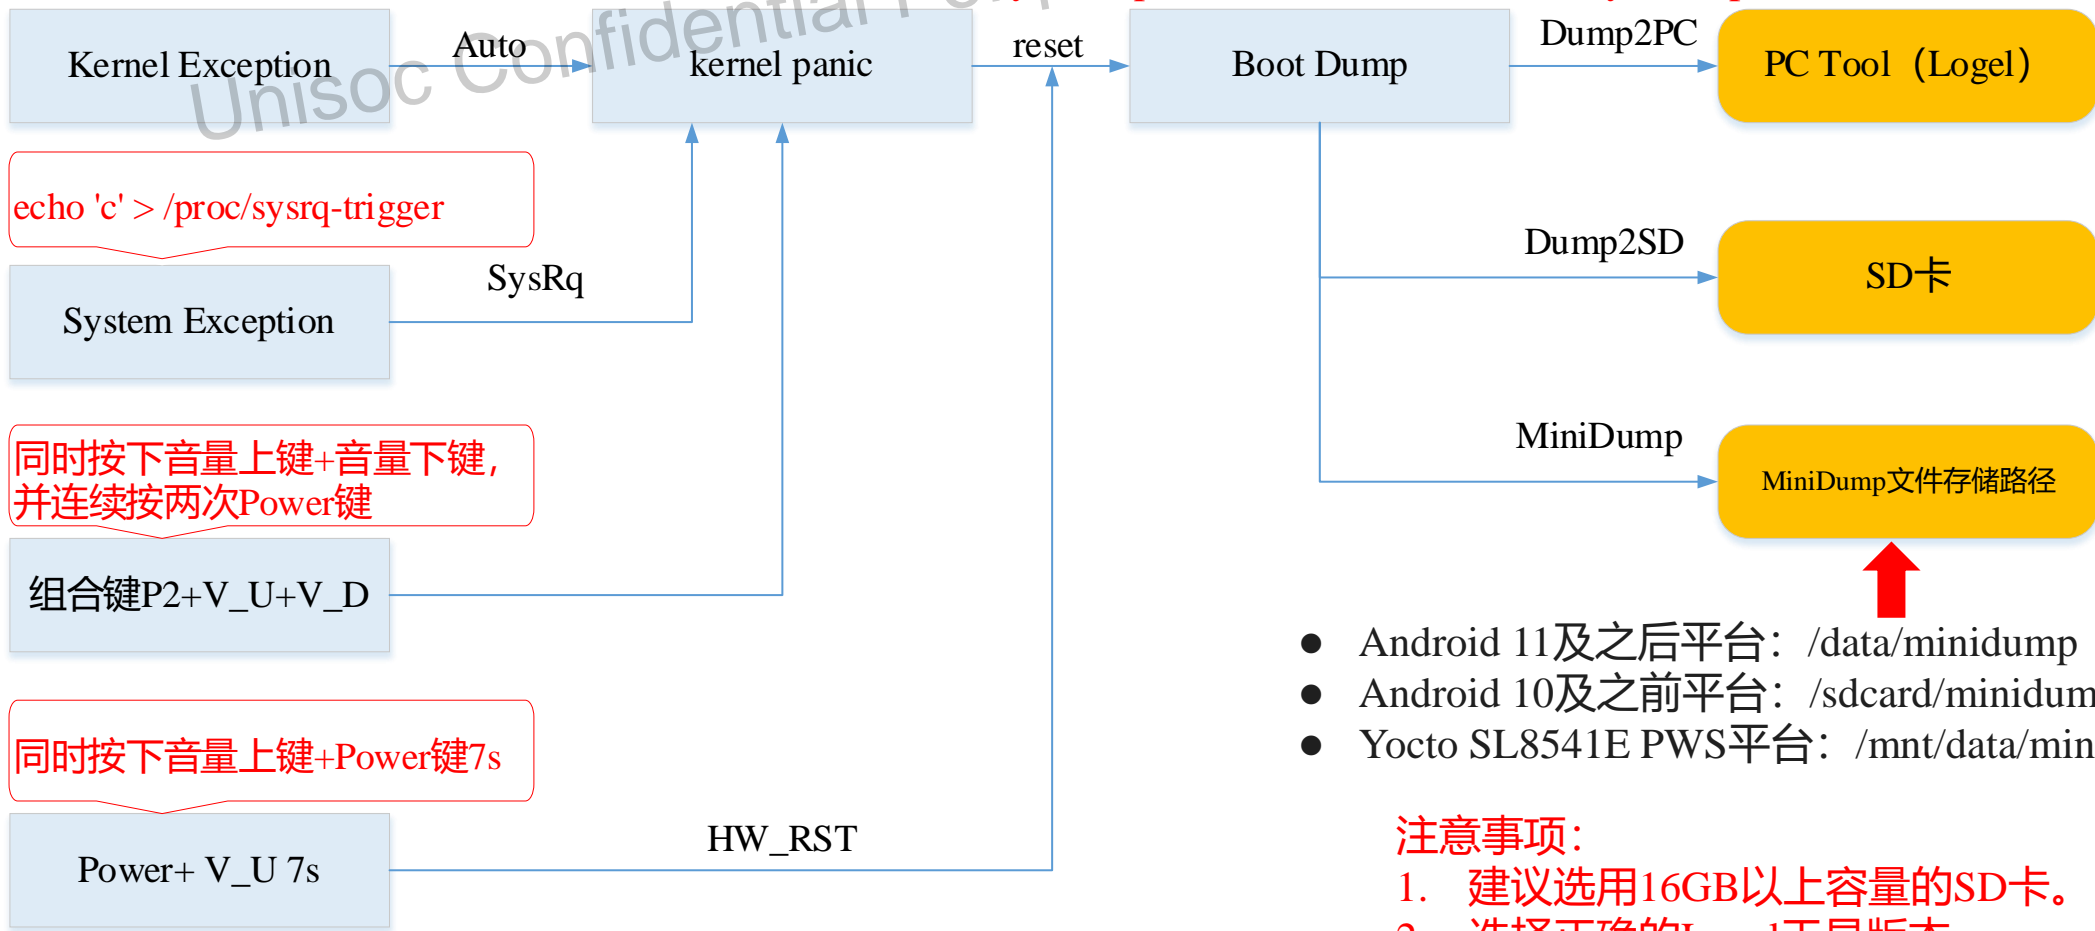 Unisoc Confidential
Kernel Exception
Auto
kernel panic
reset
Boot Dump
Dump2PC
PC Tool（Logel）
echo 'c' > /proc/sysrq-trigger
System Exception
SysRq
Dump2SD
SD卡
同时按下音量上键+音量下键，
并连续按两次Power键
组合键P2+V_U+V_D
MiniDump
MiniDump文件存储路径
● Android 11及之后平台：/data/minidump
● Android 10及之前平台：/sdcard/minidum
● Yocto SL8541E PWS平台：/mnt/data/min
同时按下音量上键+Power键7s
Power+ V_U 7s
HW_RST
注意事项：
1. 建议选用16GB以上容量的SD卡。